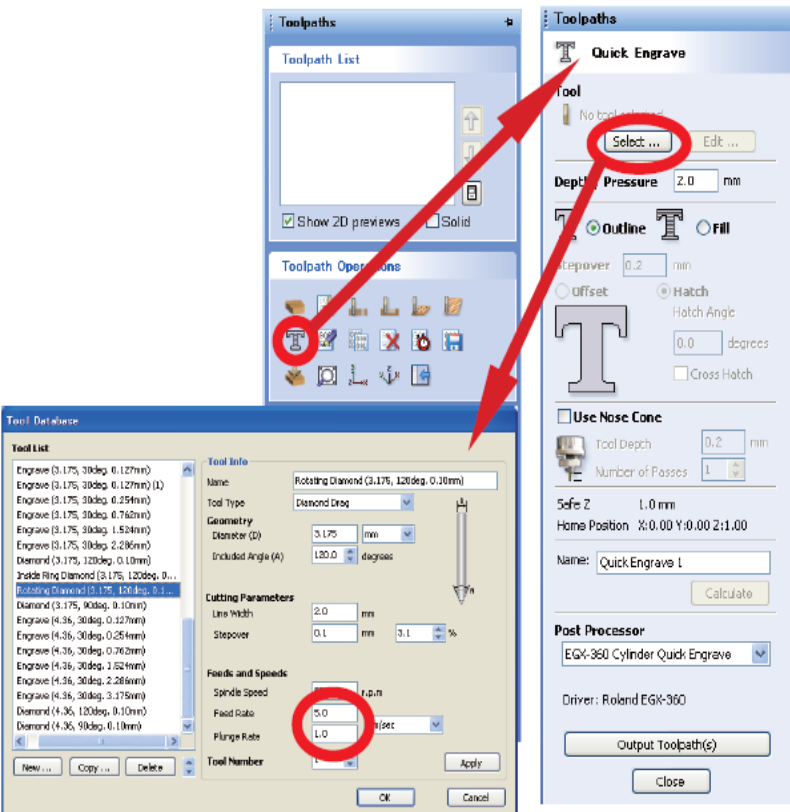 Toolpaths
Toolpath List
Show 2D previews
Solid
Toolpath Operations
Toolpaths
Quick Engrave
Tool
No tool selected
Select ...
Edit ...
Pressure 2.0 mm
Outline
Fill
Stepover 0.2 mm
Offset
Hatch
Hatch Angle
0.0 degrees
Cross Hatch
Use Nose Cone
Tool Depth 0.2 mm
Number of Passes 1
Safe Z 1.0 mm
Home Position X:0.00 Y:0.00 Z:1.00
Name: Quick Engrave 1
Calculate
Post Processor
EGX-360 Cylinder Quick Engrave
Driver: Roland EGX-360
Output Toolpath(s)
Close
Tool Database
Tool List
Engrave (3.175, 30deg. 0.127mm)
Engrave (3.175, 30deg. 0.127mm) (1)
Engrave (3.175, 30deg. 0.254mm)
Engrave (3.175, 30deg. 0.762mm)
Engrave (3.175, 30deg. 1.524mm)
Engrave (3.175, 30deg. 2.286mm)
Diamond (3.175, 120deg. 0.10mm)
Inside Ring Diamond (3.175, 120deg. 0...
Rotating Diamond (3.175, 120deg. 0.1...
Diamond (3.175, 90deg. 0.10mm)
Engrave (4.36, 30deg. 0.127mm)
Engrave (4.36, 30deg. 0.254mm)
Engrave (4.36, 30deg. 0.762mm)
Engrave (4.36, 30deg. 1.524mm)
Engrave (4.36, 30deg. 2.286mm)
Engrave (4.36, 30deg. 3.175mm)
Diamond (4.36, 120deg. 0.10mm)
Diamond (4.36, 90deg. 0.10mm)
New ...
Copy ...
Delete
Tool Info
Name Rotating Diamond (3.175, 120deg. 0.10mm)
Tool Type Diamond Drag
Geometry
Diameter (D) 3.175 mm
Included Angle (A) 120.0 degrees
Cutting Parameters
Line Width 2.0 mm
Stepover 0.1 mm 3.1 %
Feeds and Speeds
Spindle Speed r.p.m
Feed Rate 5.0
Plunge Rate 1.0
Tool Number 1
Apply
OK
Cancel